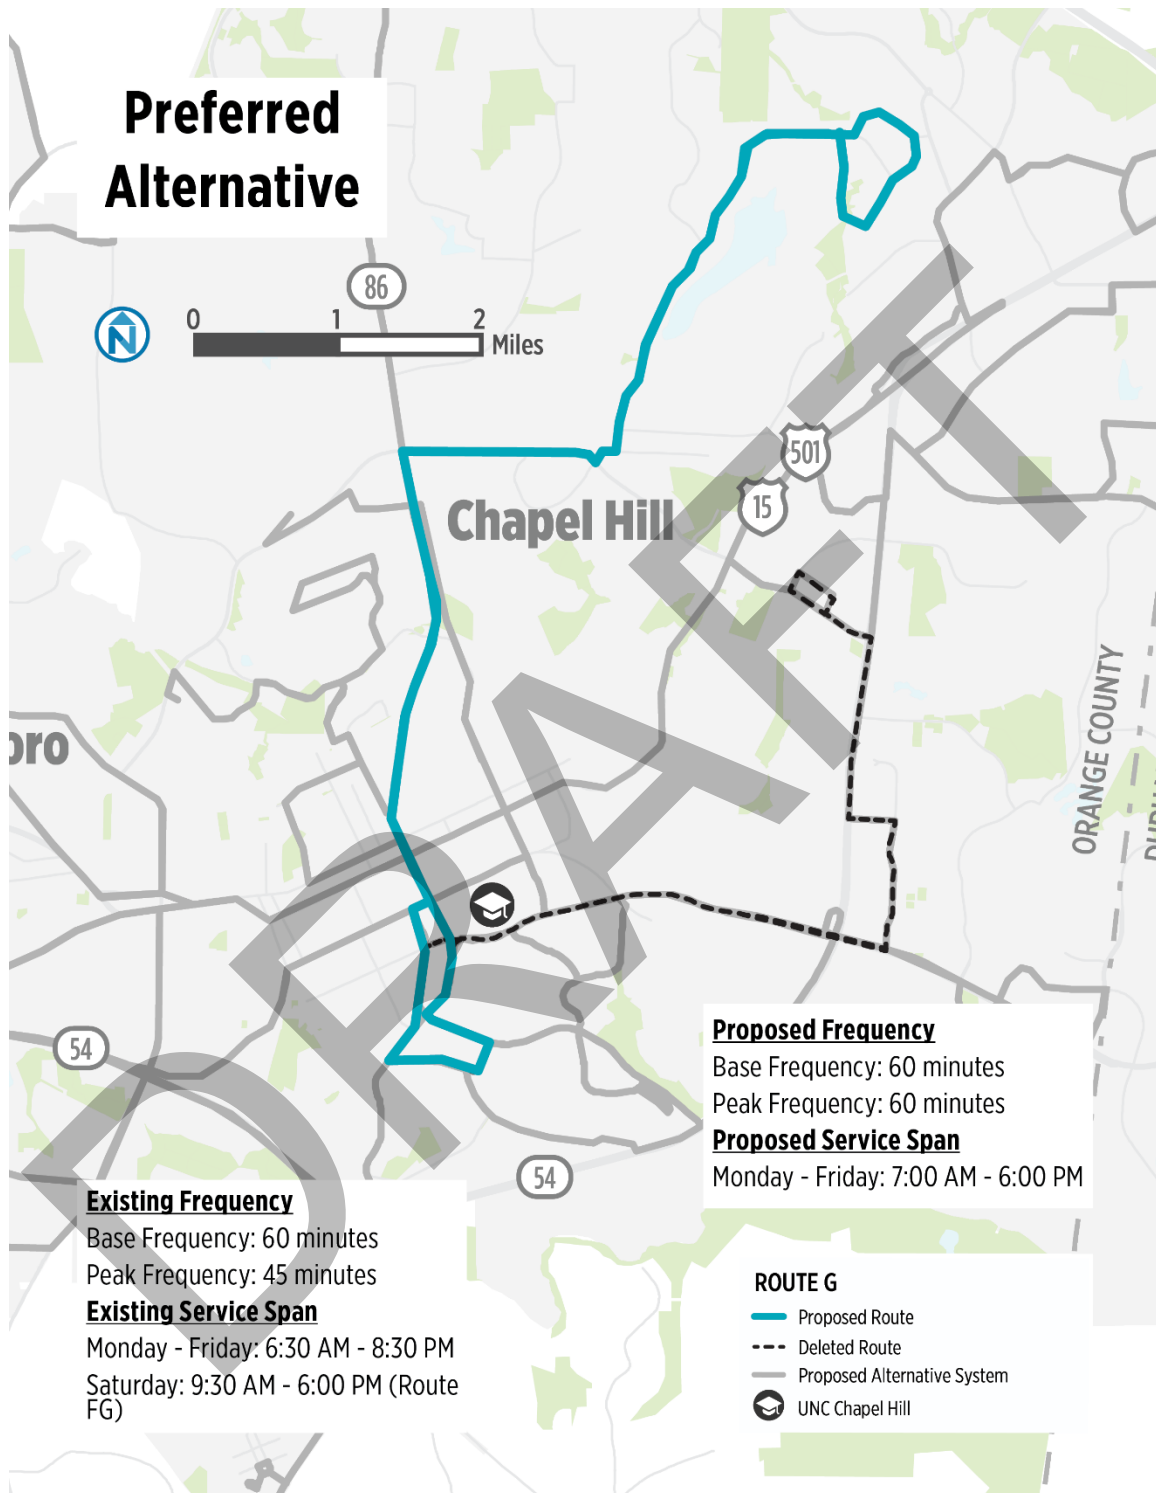 Preferred
Alternative
86
N
0 1 2
Miles
501
15
Chapel Hill
oro
ORANGE COUNTY
DRAFT
54
54
Proposed Frequency
Base Frequency: 60 minutes
Peak Frequency: 60 minutes
Proposed Service Span
Monday - Friday: 7:00 AM - 6:00 PM
Existing Frequency
Base Frequency: 60 minutes
Peak Frequency: 45 minutes
Existing Service Span
Monday - Friday: 6:30 AM - 8:30 PM
Saturday: 9:30 AM - 6:00 PM (Route
FG)
ROUTE G
Proposed Route
Deleted Route
Proposed Alternative System
UNC Chapel Hill